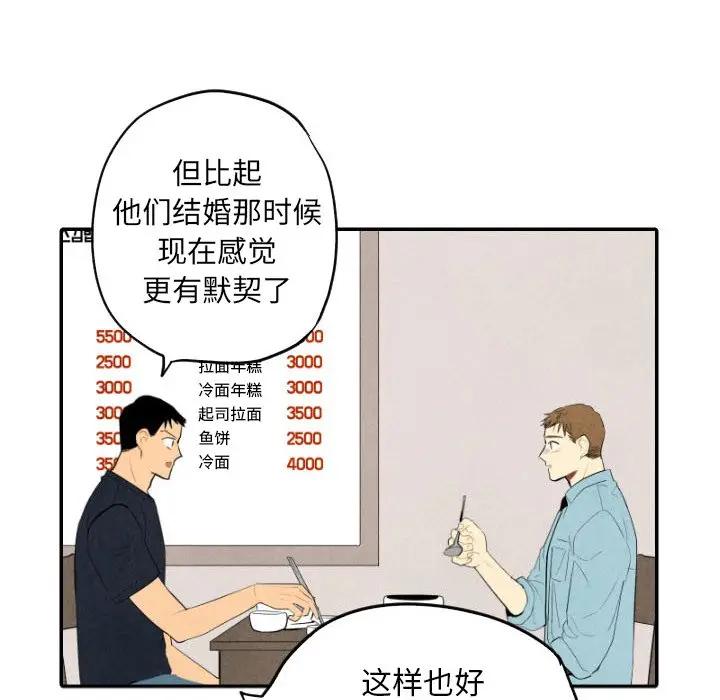 但比起
他们结婚那时候
现在感觉
更有默契了
5500
2500
拉面年糕
3000
3000
冷面年糕
3000
起司拉面
3500
鱼饼
2500
冷面
4000
这样也好